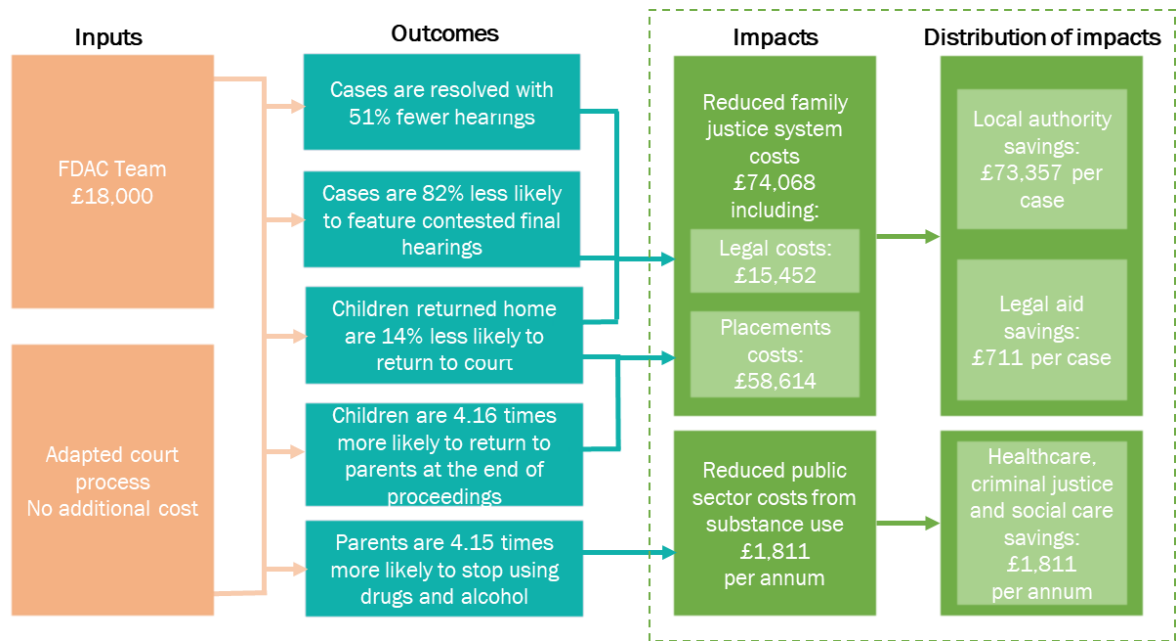 Inputs
FDAC Team
£18,000
Adapted court
process
No additional cost
Outcomes
Cases are resolved with
51% fewer hearings
Cases are 82% less likely
to feature contested final
hearings
Children returned home
are 14% less likely to
return to court
Children are 4.16 times
more likely to return to
parents at the end of
proceedings
Parents are 4.15 times
more likely to stop using
drugs and alcohol
Impacts
Reduced family
justice system
costs
£74,068
including:
Legal costs:
£15,452
Placements
costs:
£58,614
Reduced public
sector costs from
substance use
£1,811
per annum
Distribution of impacts
Local authority
savings:
£73,357 per
case
Legal aid
savings:
£711 per case
Healthcare,
criminal justice
and social care
savings:
£1,811
per annum